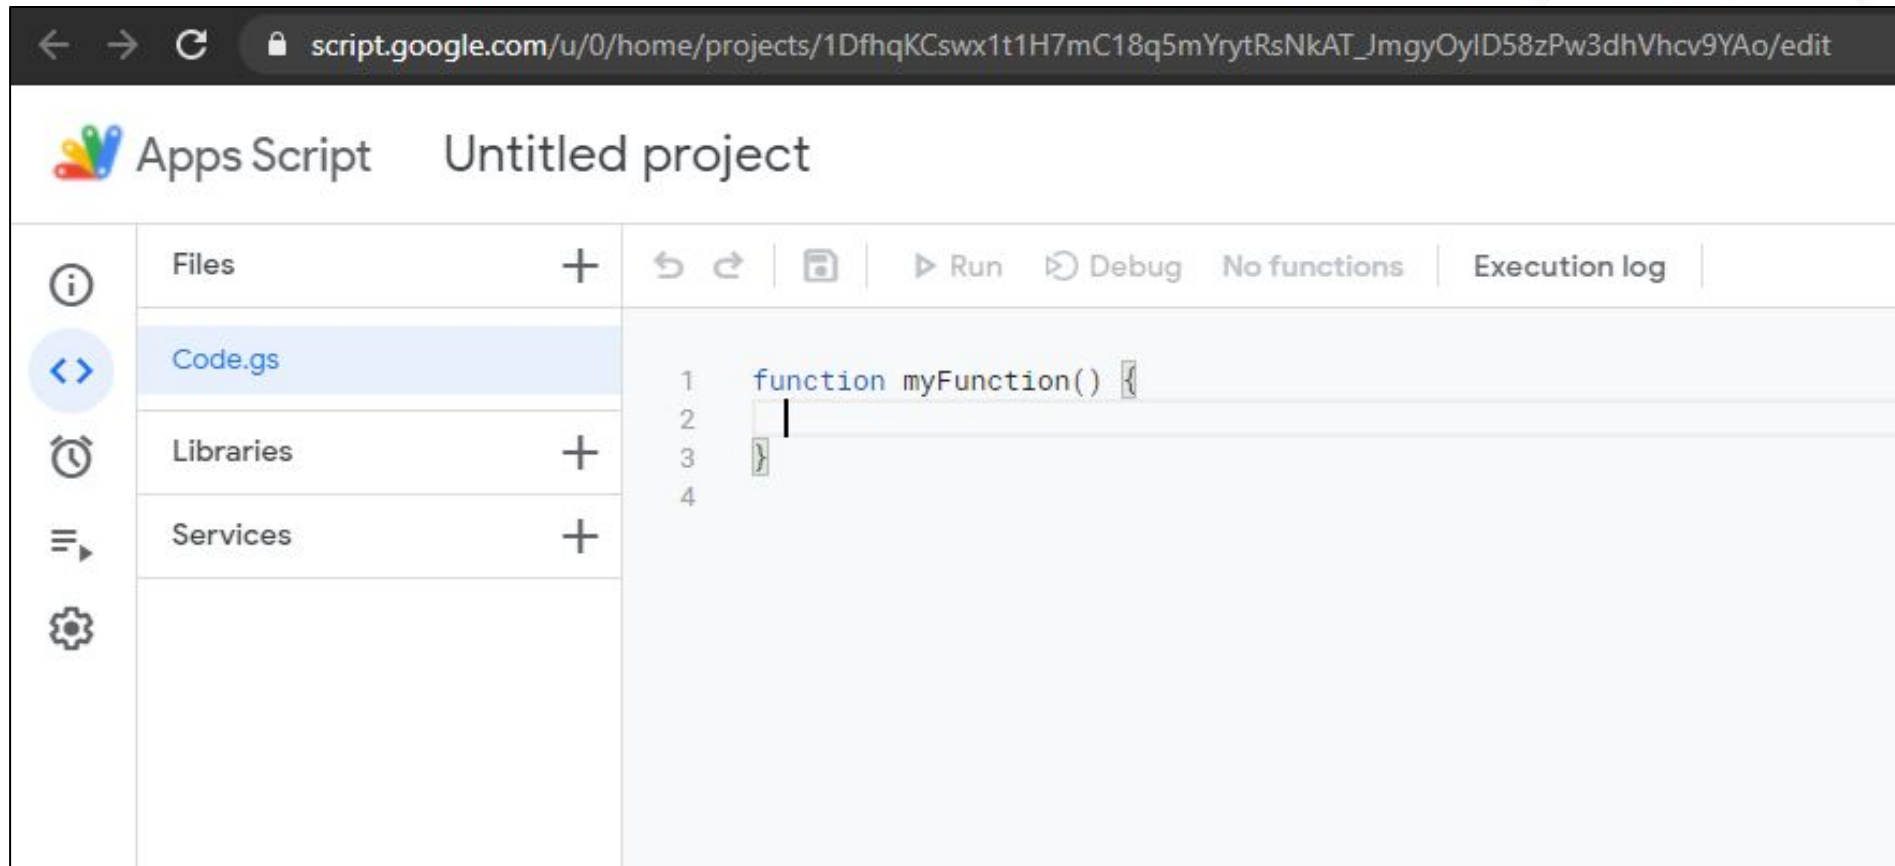 script.google.com/u/0/home/projects/1DfhqKCswx1t1H7mC18q5mYrytRsNkAT_JmgyOylD58zPw3dhVhcv9YAo/edit
Apps Script Untitled project
Files
Run Debug No functions Execution log
Code.gs
Libraries
Services
1 function myFunction() {
2
3 }
4